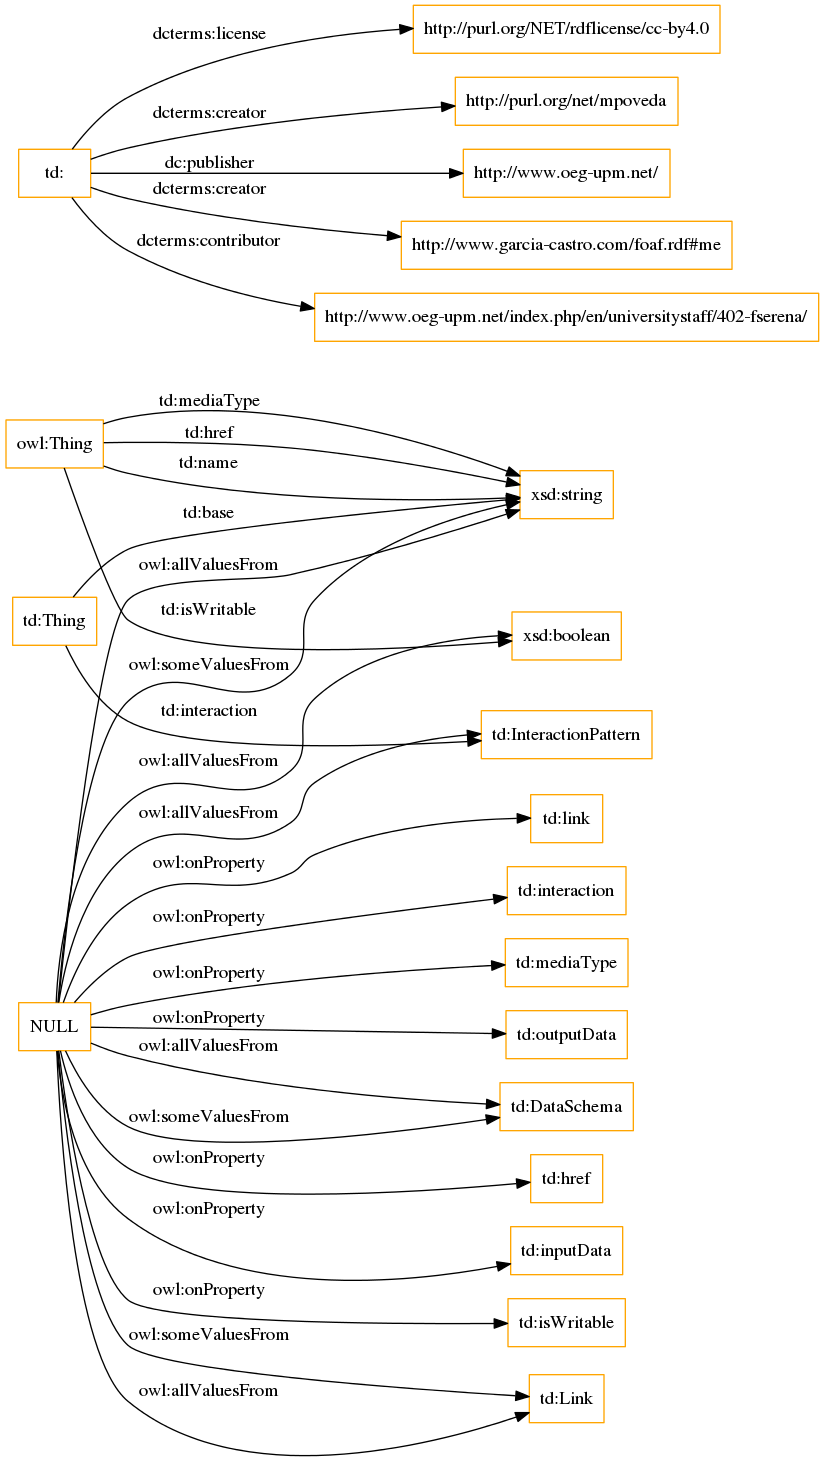 dcterms:license
http://purl.org/NET/rdflicense/cc-by4.0
dcterms:creator
http://purl.org/net/mpoveda
td:
dc:publisher
http://www.oeg-upm.net/
dcterms:creator
http://www.garcia-castro.com/foaf.rdf#me
dcterms:contributor
http://www.oeg-upm.net/index.php/en/universitystaff/402-fserena/
td:mediaType
owl:Thing
td:href
td:name
xsd:string
td:base
owl:allValuesFrom
td:isWritable
td:Thing
xsd:boolean
owl:someValuesFrom
td:interaction
td:InteractionPattern
owl:allValuesFrom
owl:allValuesFrom
td:link
owl:onProperty
td:interaction
owl:onProperty
td:mediaType
owl:onProperty
NULL
owl:onProperty
td:outputData
owl:allValuesFrom
td:DataSchema
owl:someValuesFrom
owl:onProperty
td:href
owl:onProperty
td:inputData
owl:onProperty
td:isWritable
owl:someValuesFrom
td:Link
owl:allValuesFrom